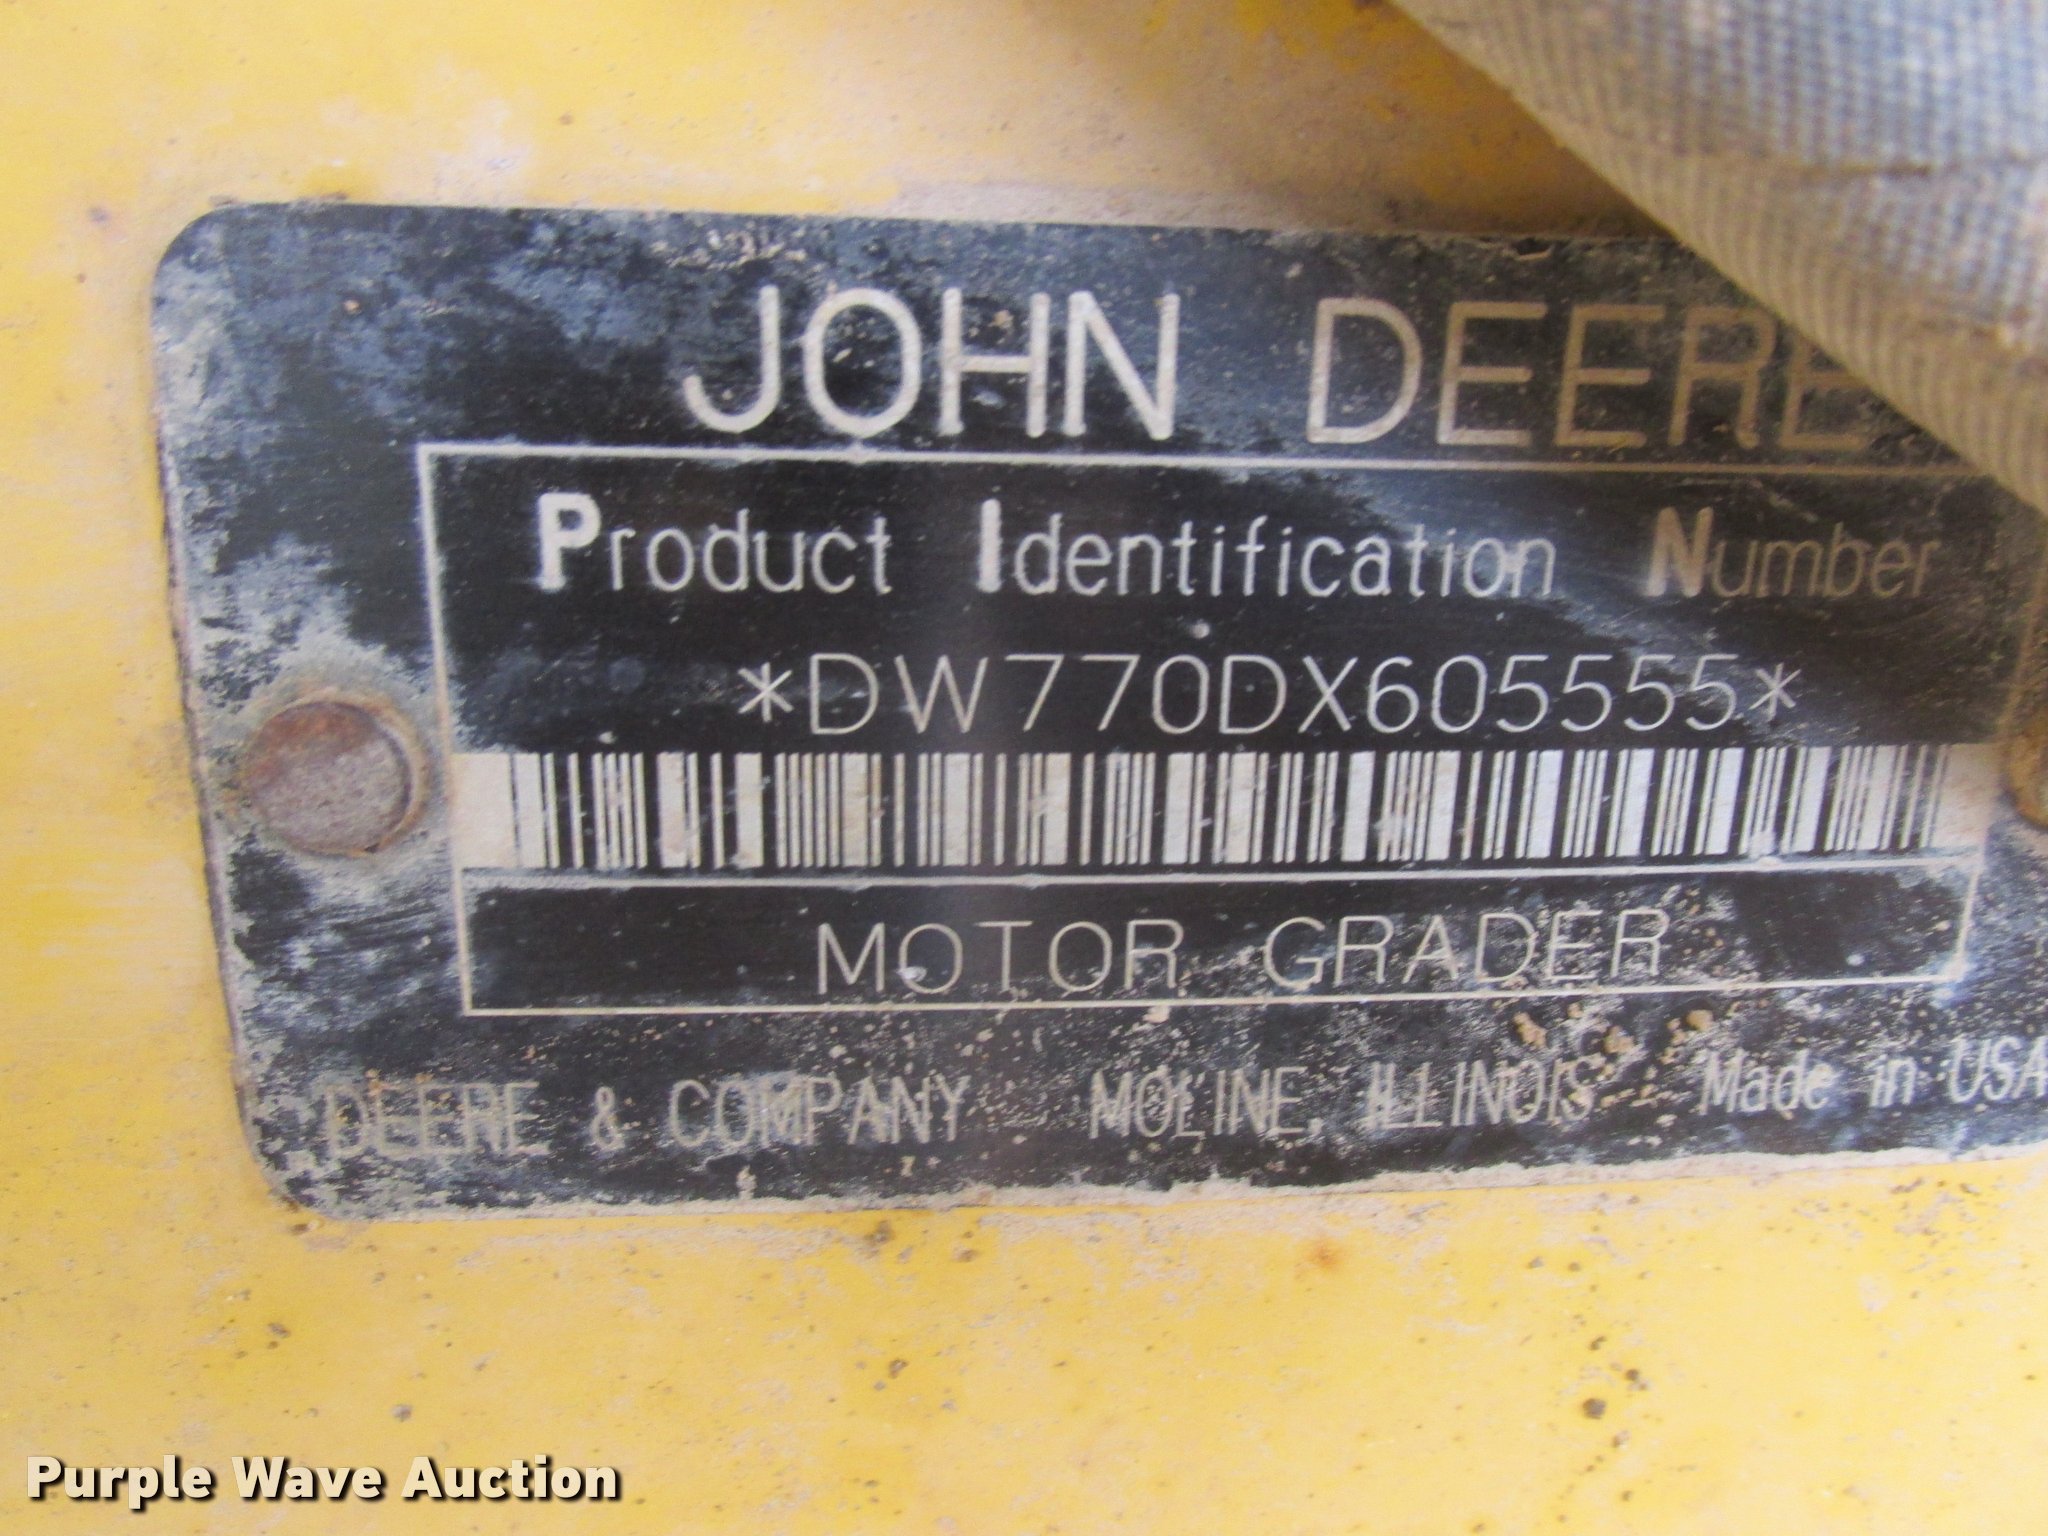 JOHN DEERE
Product Identification Number
*DW770DX605555*
MOTOR GRADER
DEERE & COMPANY MOLINE, ILLINOIS Made in USA
Purple Wave Auction